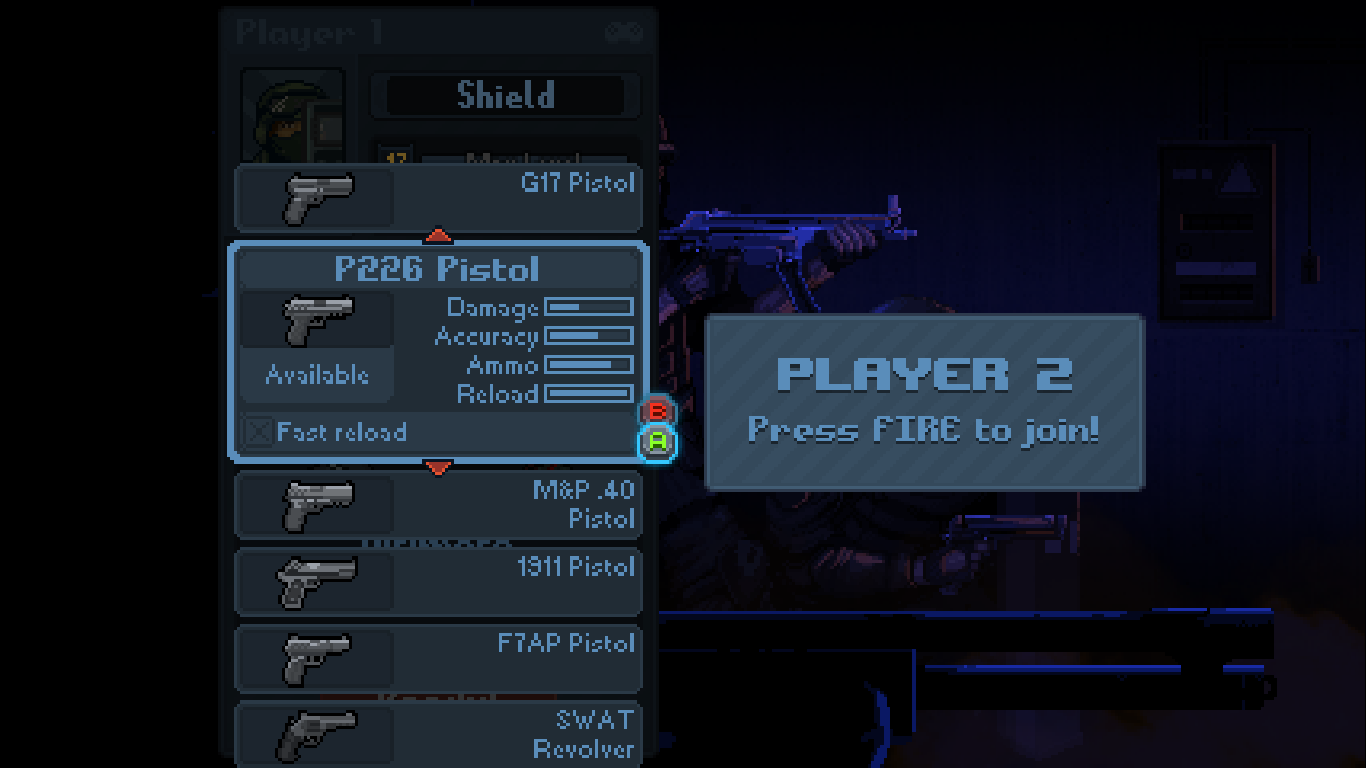 Player 1
Shield
17
G17 Pistol
P226 Pistol
Damage
Accuracy
Ammo
Reload
Available
Fast reload
B
A
M&P .40
Pistol
1911 Pistol
F7AP Pistol
SWAT
Revolver
PLAYER 2
Press FIRE to join!